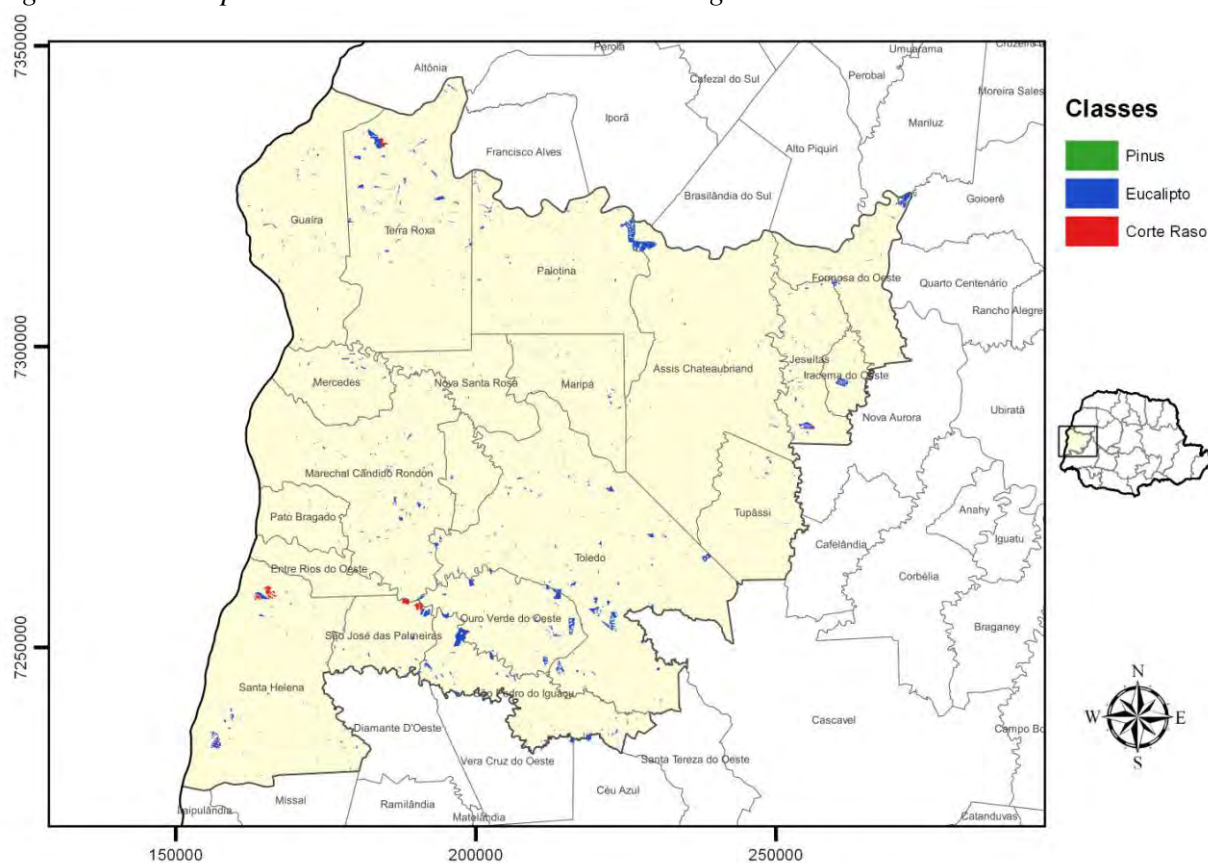 7350000
7300000
7250000
150000
200000
250000
Altônia
Perola
Cafezal do Sul
Umuarama
Perobal
Moreira Sales
Iporã
Mariluz
Francisco Alves
Alto Piquiri
Brasilândia do Sul
Goioerê
Guaíra
Terra Roxa
Palotina
Formosa do Oeste
Quarto Centenário
Rancho Alegre
Mercedes
Nova Santa Rosa
Maripá
Assis Chateaubriand
Jesuítas
Iracema do Oeste
Nova Aurora
Ubiratã
Marechal Cândido Rondon
Pato Bragado
Tupãssi
Anahy
Iguatu
Cafelândia
Entre Rios do Oeste
Toledo
Corbélia
Ouro Verde do Oeste
São José das Palmeiras
Braganey
Santa Helena
São Pedro do Iguaçu
Diamante D'Oeste
Cascavel
Campo Bo
Vera Cruz do Oeste
Santa Tereza do Oeste
Missal
Ramilândia
Céu Azul
Itaipulândia
Matelândia
Catanduvas
Classes
Pinus
Eucalipto
Corte Raso
N
W E
S